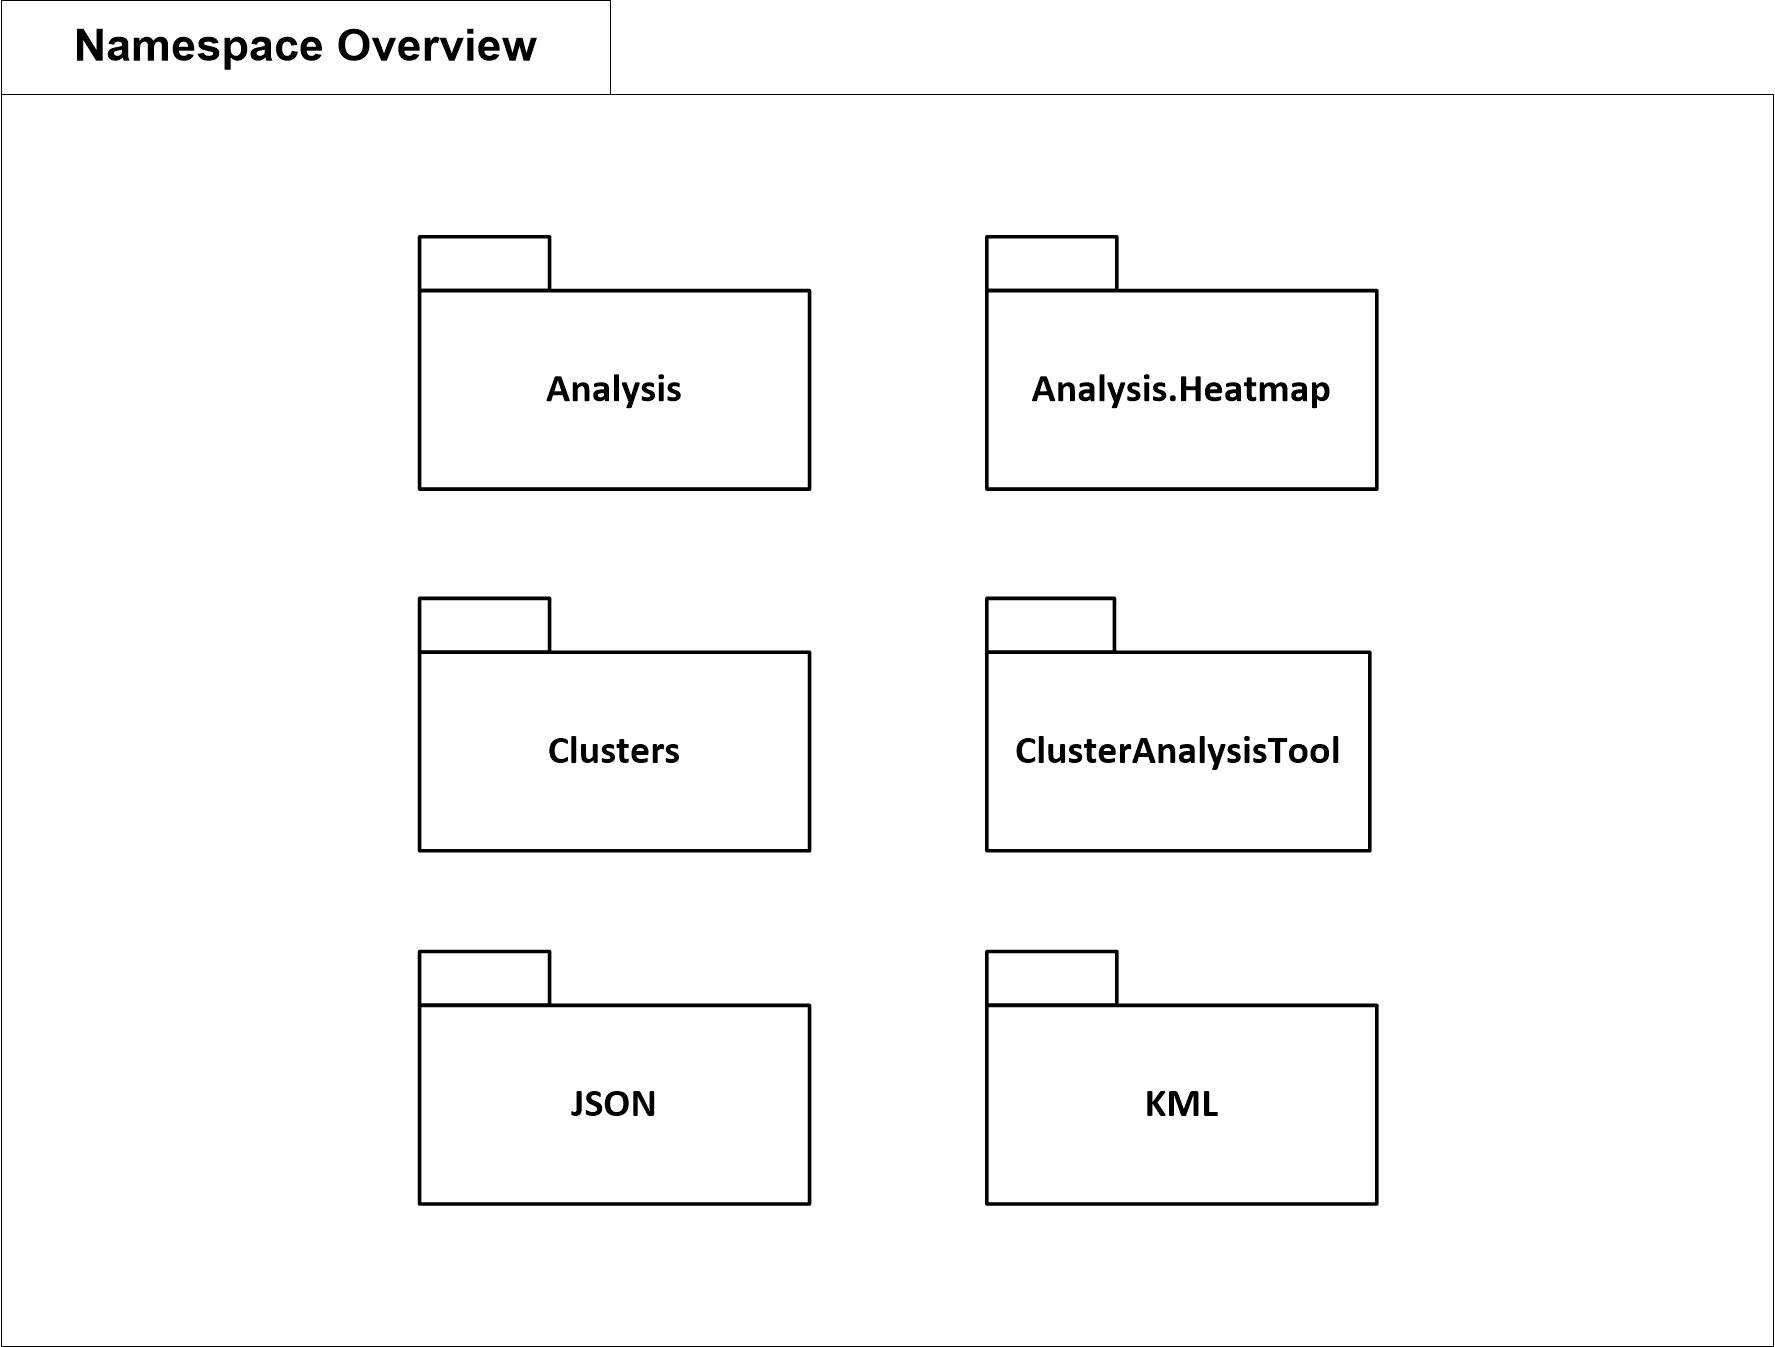 Namespace Overview
Analysis
Analysis.Heatmap
Clusters
ClusterAnalysisTool
JSON
KML